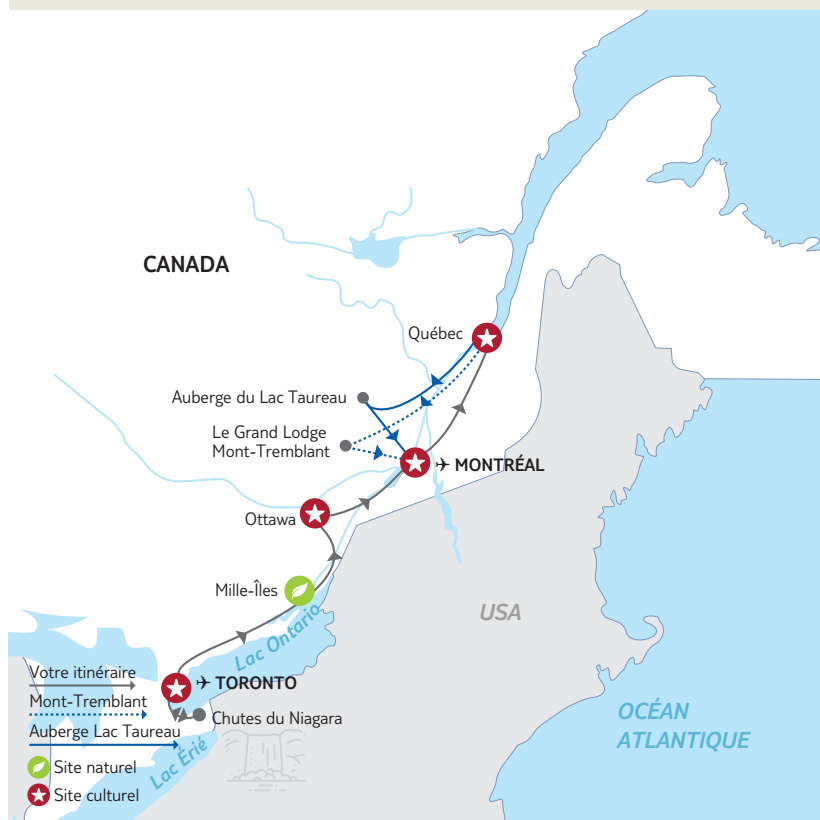 CANADA
Québec
Auberge du Lac Taureau
Le Grand Lodge
Mont-Tremblant
MONTRÉAL
Ottawa
Mille-Îles
USA
Lac Ontario
TORONTO
Chutes du Niagara
Lac Érié
OCÉAN
ATLANTIQUE
Votre itinéraire
Mont-Tremblant
Auberge Lac Taureau
Site naturel
Site culturel